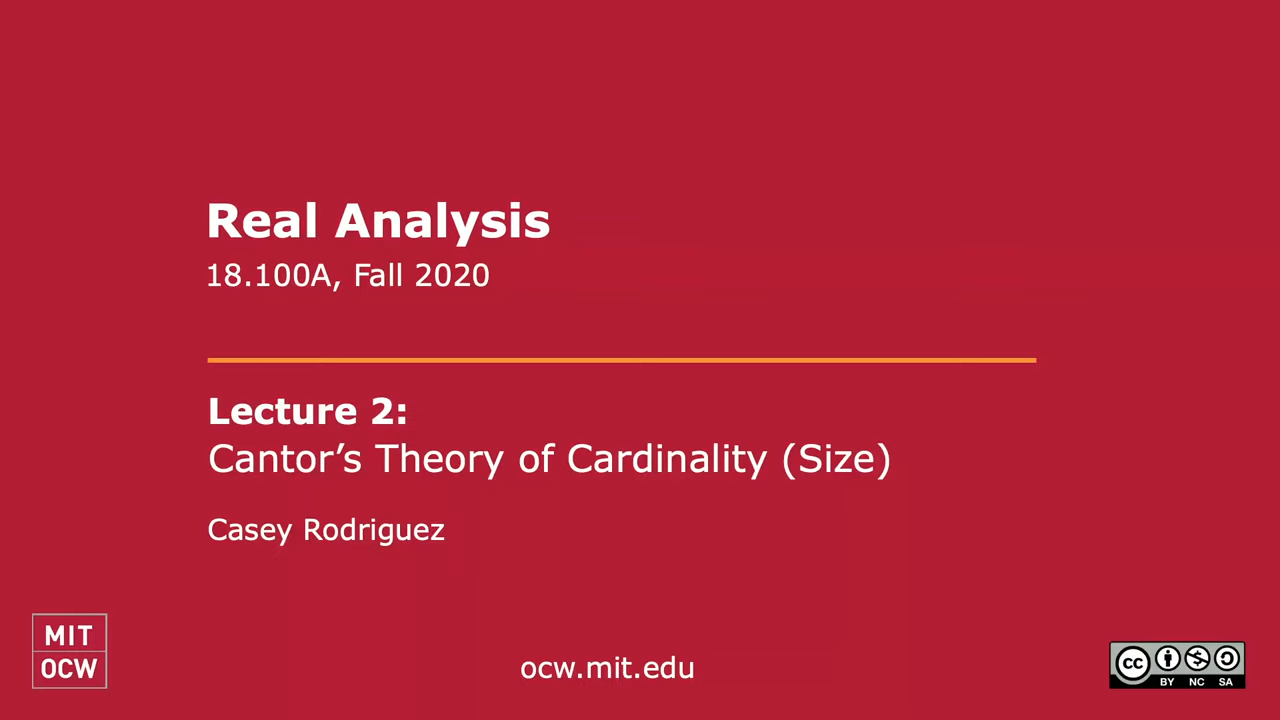 Real Analysis
18.100A, Fall 2020
Lecture 2:
Cantor’s Theory of Cardinality (Size)
Casey Rodriguez
MIT
OCW
ocw.mit.edu
cc
BY NC SA